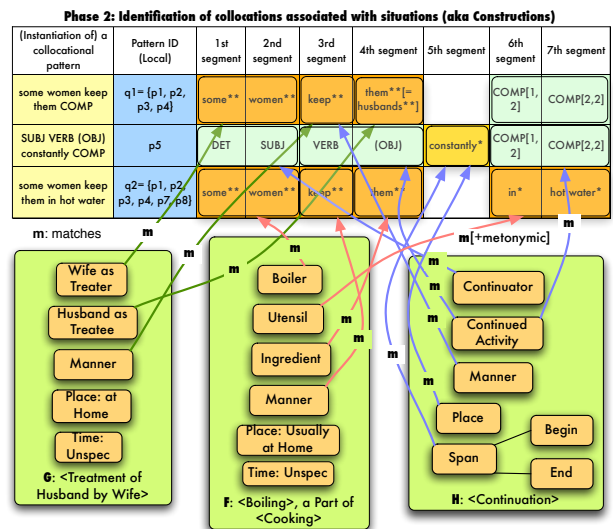 Phase 2: Identification of collocations associated with situations (aka Constructions)
(Instantiation of) a collocational pattern
Pattern ID (Local)
1st segment
2nd segment
3rd segment
4th segment
5th segment
6th segment
7th segment
some women keep them COMP
q1= {p1, p2, p3, p4}
some**
women**
keep**
them**[= husbands**]
COMP[1, 2]
COMP[2,2]
SUBJ VERB (OBJ) constantly COMP
p5
DET
SUBJ
VERB
(OBJ)
constantly*
COMP[1, 2]
COMP[2,2]
some women keep them in hot water
q2= {p1, p2, p3, p4, p7, p8}
some**
women**
keep**
them**
in*
hot water*
m: matches
m
m
m
m
m[+metonymic]
m
m
m
m
m
m
m
m
m
Wife as Treater
Husband as Treatee
Manner
Place: at Home
Time: Unspec
G: <Treatment of Husband by Wife>
Boiler
Utensil
Ingredient
Manner
Place: Usually at Home
Time: Unspec
F: <Boiling>, a Part of <Cooking>
Continuator
Continued Activity
Manner
Place
Span
Begin
End
H: <Continuation>